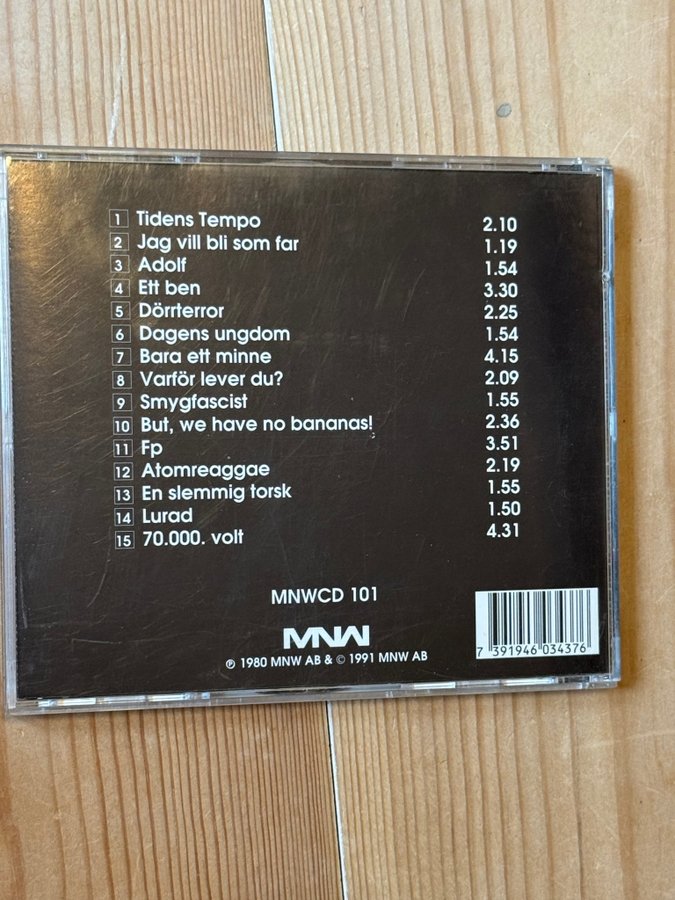 1 Tidens Tempo 2.10
2 Jag vill bli som far 1.19
3 Adolf 1.54
4 Ett ben 3.30
5 Dörrterror 2.25
6 Dagens ungdom 1.54
7 Bara ett minne 4.15
8 Varför lever du? 2.09
9 Smygfascist 1.55
10 But, we have no bananas! 2.36
11 Fp 3.51
12 Atomreaggae 2.19
13 En slemmig torsk 1.55
14 Lurad 1.50
15 70.000. volt 4.31
MNWCD 101
MNW
℗ 1980 MNW AB & © 1991 MNW AB
7 391946 034376